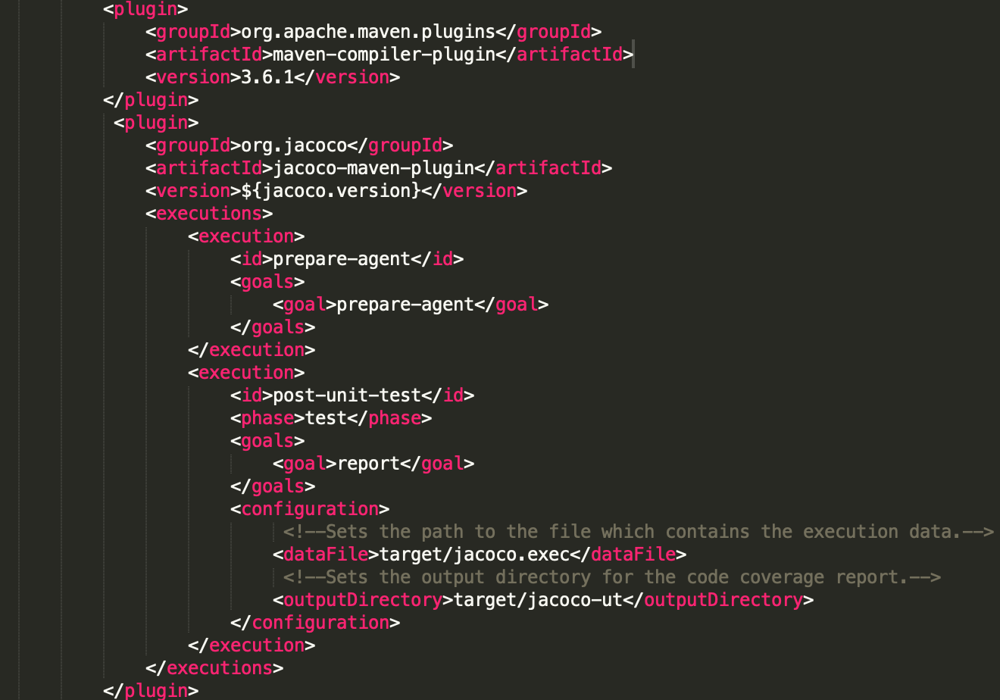 <plugin>
<groupId>org.apache.maven.plugins</groupId>
<artifactId>maven-compiler-plugin</artifactId>
<version>3.6.1</version>
</plugin>
<plugin>
<groupId>org.jacoco</groupId>
<artifactId>jacoco-maven-plugin</artifactId>
<version>${jacoco.version}</version>
<executions>
<execution>
<id>prepare-agent</id>
<goals>
<goal>prepare-agent</goal>
</goals>
</execution>
<execution>
<id>post-unit-test</id>
<phase>test</phase>
<goals>
<goal>report</goal>
</goals>
<configuration>
<!--Sets the path to the file which contains the execution data.-->
<dataFile>target/jacoco.exec</dataFile>
<!--Sets the output directory for the code coverage report.-->
<outputDirectory>target/jacoco-ut</outputDirectory>
</configuration>
</execution>
</executions>
</plugin>